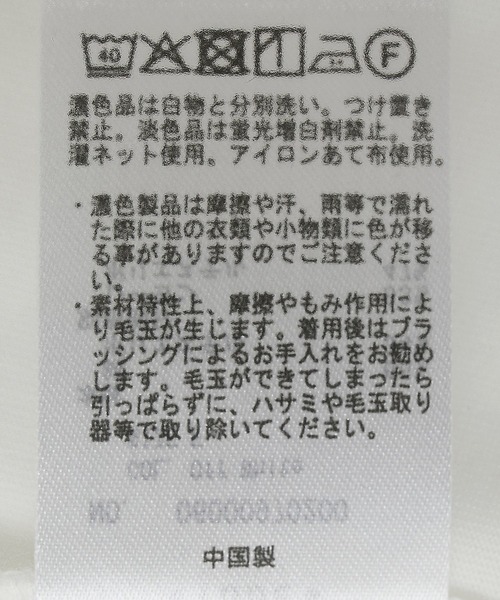 40 F
濃色品は白物と分別洗い。つけ置き
禁止。淡色品は蛍光増白剤禁止。洗
濯ネット使用。アイロンあて布使用。
・濃色製品は摩擦や汗、雨等で濡れ
た際に他の衣類や小物類に色が移
る事がありますのでご注意くださ
い。
・素材特性上、摩擦やもみ作用によ
り毛玉が生じます。着用後はブラ
ッシングによるお手入れをお勧め
します。毛玉ができてしまったら
引っぱらずに、ハサミや毛玉取り
器等で取り除いてください。
COL. Off White
NO. 06000970200
中国製